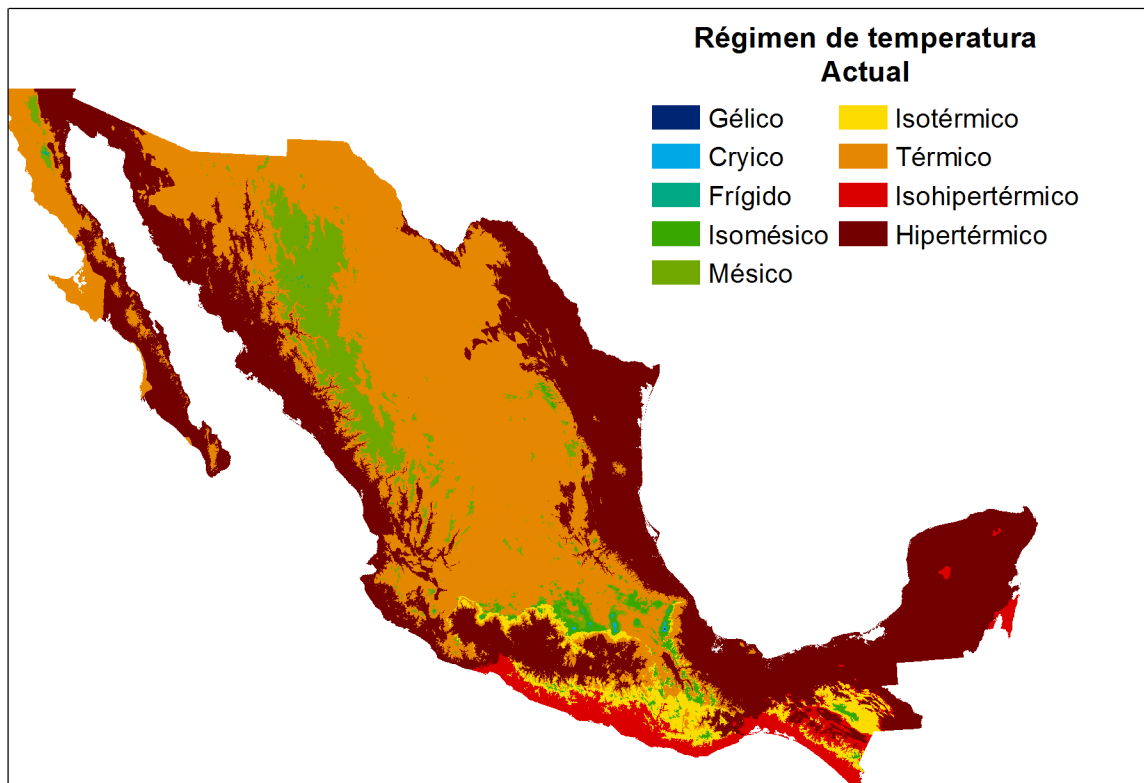 Régimen de temperatura
Actual
Gélico
Isotérmico
Cryico
Térmico
Frígido
Isohipertérmico
Isomésico
Hipertérmico
Mésico